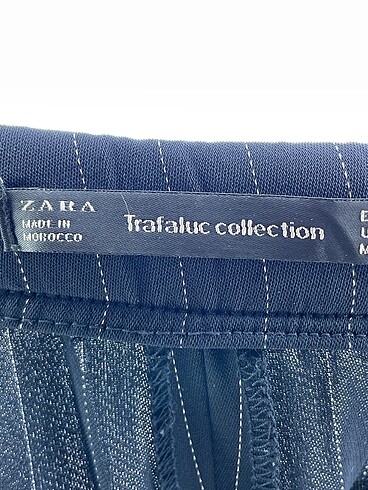 ZARA
MADE IN
MOROCCO
Trafaluc collection
E
U
M